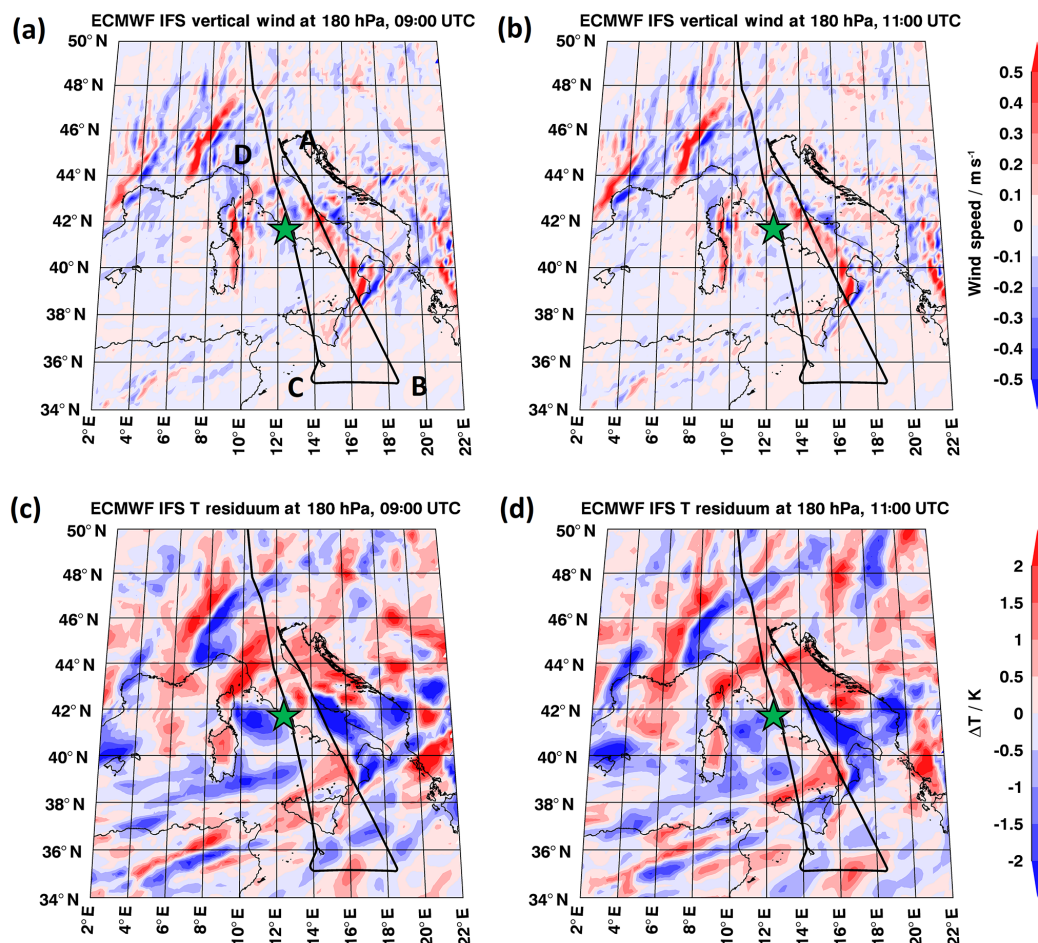 ECMWF IFS vertical wind at 180 hPa, 09:00 UTC
(a)
50° N
48° N
46° N
44° N
42° N
40° N
38° N
36° N
34° N
A
D
C
B
2°E
4°E
6°E
8°E
10°E
12°E
14°E
16°E
18°E
20°E
22°E
ECMWF IFS vertical wind at 180 hPa, 11:00 UTC
(b)
50° N
48° N
46° N
44° N
42° N
40° N
38° N
36° N
34° N
2°E
4°E
6°E
8°E
10°E
12°E
14°E
16°E
18°E
20°E
22°E
0.5
0.4
0.3
0.2
0.1
0
-0.1
-0.2
-0.3
-0.4
-0.5
Wind speed / m s⁻¹
ECMWF IFS T residuum at 180 hPa, 09:00 UTC
(c)
50° N
48° N
46° N
44° N
42° N
40° N
38° N
36° N
34° N
2°E
4°E
6°E
8°E
10°E
12°E
14°E
16°E
18°E
20°E
22°E
ECMWF IFS T residuum at 180 hPa, 11:00 UTC
(d)
50° N
48° N
46° N
44° N
42° N
40° N
38° N
36° N
34° N
2°E
4°E
6°E
8°E
10°E
12°E
14°E
16°E
18°E
20°E
22°E
2
1.5
1
0.5
0
-0.5
-1
-1.5
-2
ΔT / K